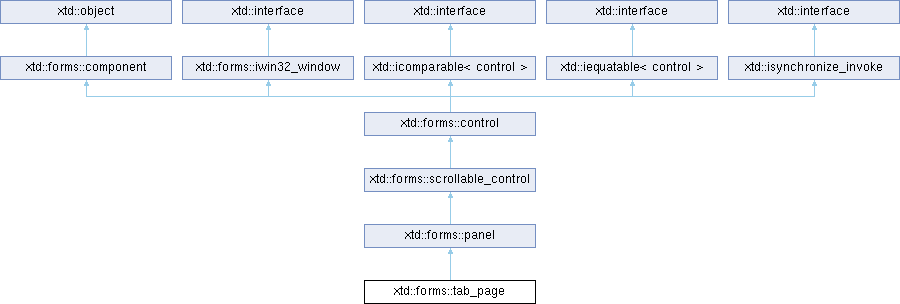 xtd::object
xtd::interface
xtd::interface
xtd::interface
xtd::interface
xtd::forms::component
xtd::forms::iwin32_window
xtd::icomparable< control >
xtd::iequatable< control >
xtd::isynchronize_invoke
xtd::forms::control
xtd::forms::scrollable_control
xtd::forms::panel
xtd::forms::tab_page